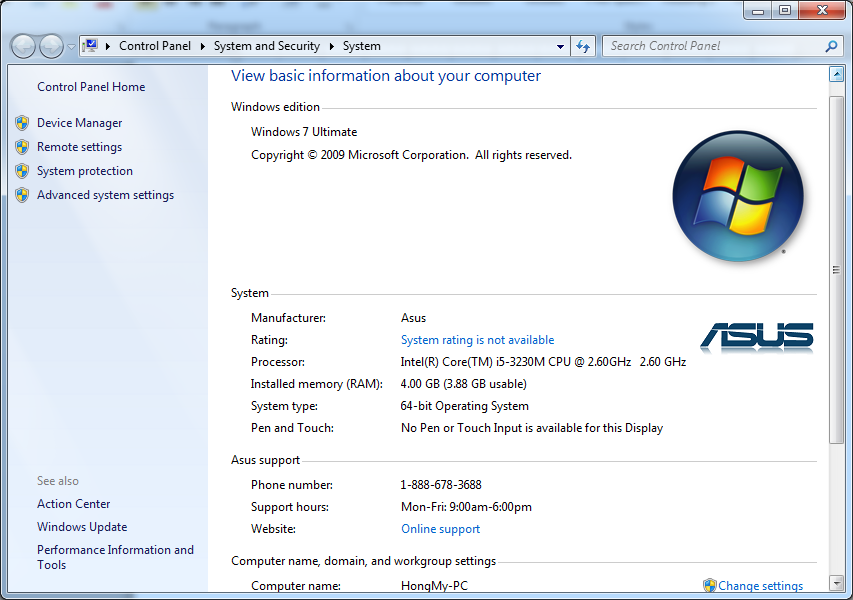 Control Panel System and Security System
Search Control Panel
Control Panel Home
Device Manager
Remote settings
System protection
Advanced system settings
See also
Action Center
Windows Update
Performance Information and
Tools
View basic information about your computer
Windows edition
Windows 7 Ultimate
Copyright © 2009 Microsoft Corporation.  All rights reserved.
System
Manufacturer: Asus
Rating: System rating is not available
Processor: Intel(R) Core(TM) i5-3230M CPU @ 2.60GHz   2.60 GHz
Installed memory (RAM): 4.00 GB (3.88 GB usable)
System type: 64-bit Operating System
Pen and Touch: No Pen or Touch Input is available for this Display
ASUS
Asus support
Phone number: 1-888-678-3688
Support hours: Mon-Fri: 9:00am-6:00pm
Website: Online support
Computer name, domain, and workgroup settings
Computer name: HongMy-PC Change settings